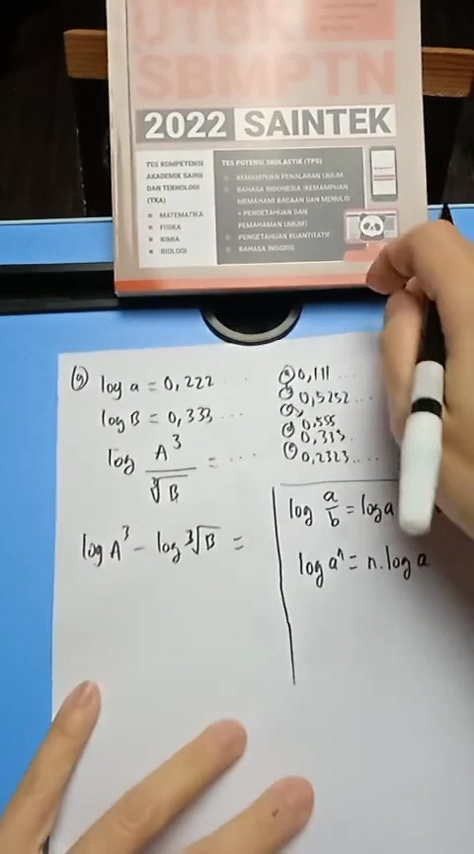 UTBK
SBMPTN
2022 SAINTEK
TES KOMPETENSI
AKADEMIK SAINS
DAN TEKNOLOGI
(TKA)
MATEMATIKA
FISIKA
KIMIA
BIOLOGI
TES POTENSI SKOLASTIK (TPS)
KEMAMPUAN PENALARAN UMUM
BAHASA INDONESIA (KEMAMPUAN
MEMAHAMI BACAAN DAN MENULIS
+ PENGETAHUAN DAN
PEMAHAMAN UMUM)
PENGETAHUAN KUANTITATIF
BAHASA INGGRIS
log a = 0,222
log B = 0,333 ...
log A³/∛B = ...
log A³ - log ∛B =
0,111 ...
0,5252 ...
0,555
0,333.
0,2323....
log a/b = log a
log aⁿ = n.log a